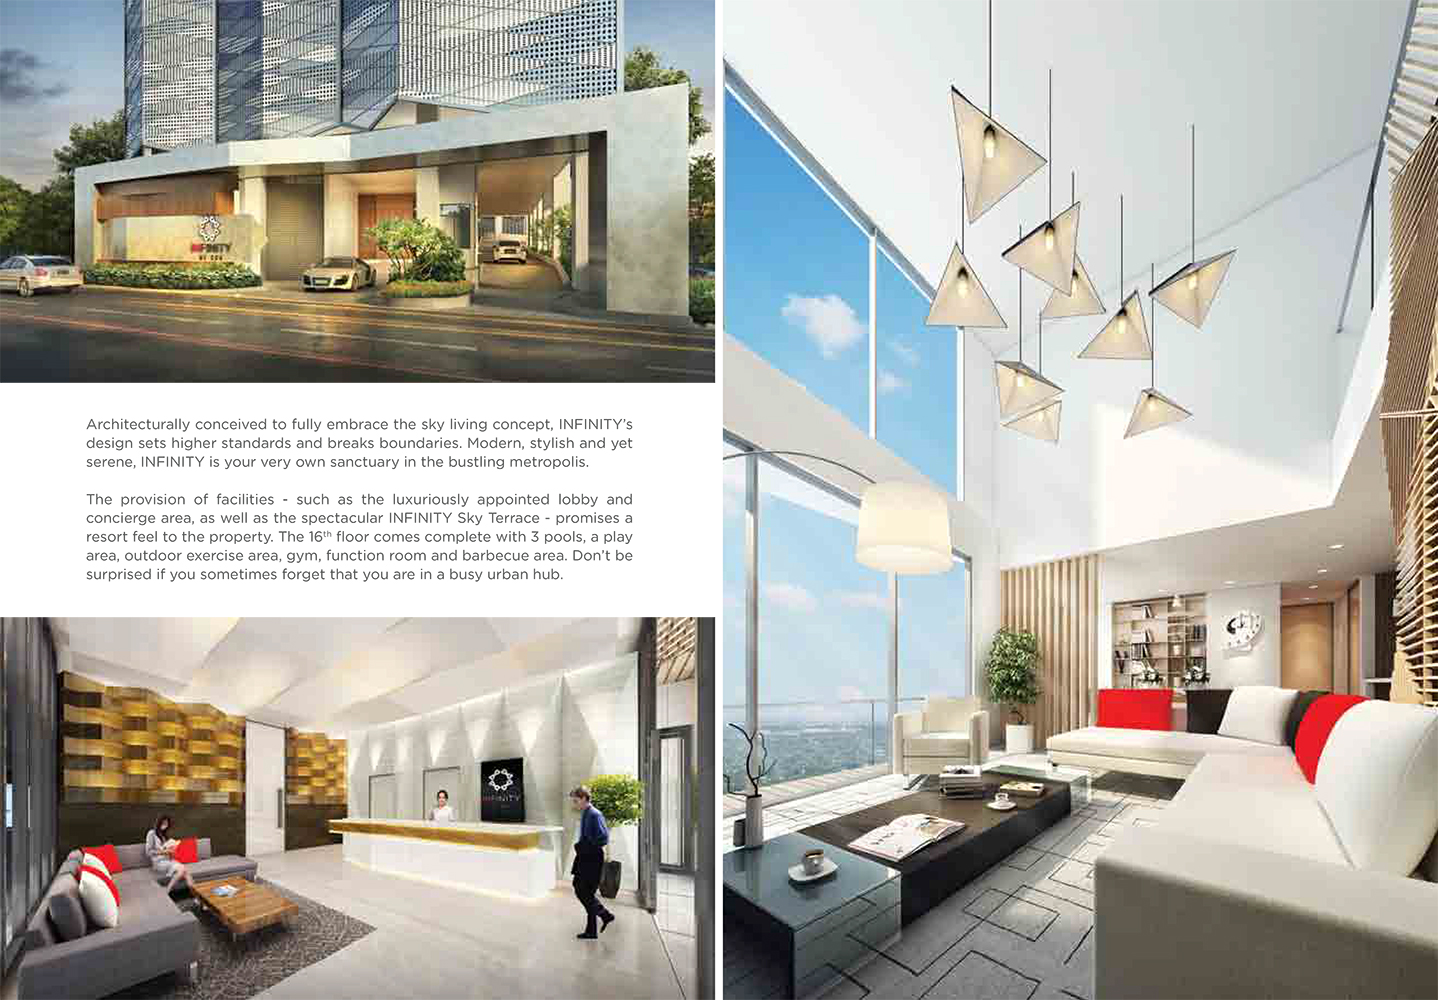 INFINITY
Architecturally conceived to fully embrace the sky living concept, INFINITY's
design sets higher standards and breaks boundaries. Modern, stylish and yet
serene, INFINITY is your very own sanctuary in the bustling metropolis.
The provision of facilities - such as the luxuriously appointed lobby and
concierge area, as well as the spectacular INFINITY Sky Terrace - promises a
resort feel to the property. The 16th floor comes complete with 3 pools, a play
area, outdoor exercise area, gym, function room and barbecue area. Don't be
surprised if you sometimes forget that you are in a busy urban hub.
INFINITY